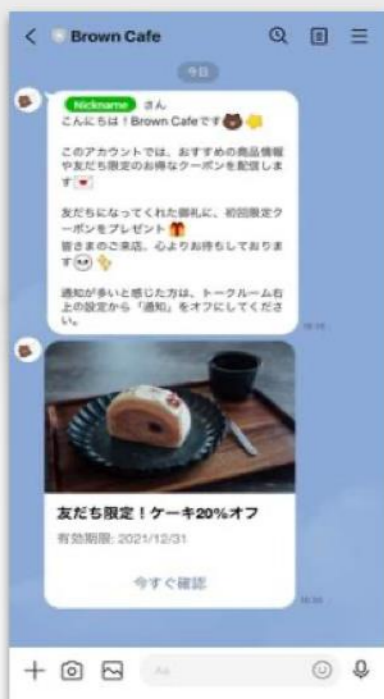 Brown Cafe
今日
Nickname さん
こんにちは！Brown Cafeです
このアカウントでは、おすすめの商品情報
や友だち限定のお得なクーポンを配信しま
す
友だちになってくれた御礼に、初回限定ク
ーポンをプレゼント
皆さまのご来店、心よりお待ちしておりま
す
通知が多いと感じた方は、トークルーム右
上の設定から「通知」をオフにしてくださ
い。
友だち限定！ケーキ20%オフ
有効期限: 2021/12/31
今すぐ確認
Aa